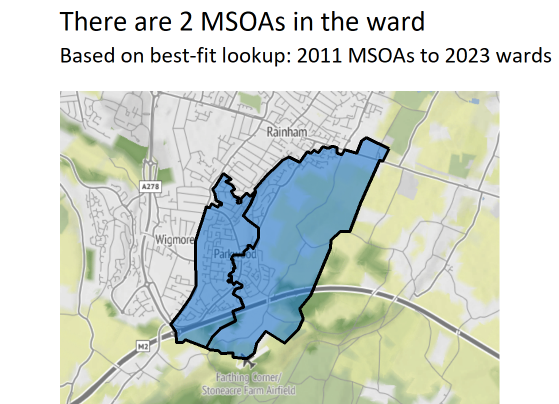 There are 2 MSOAs in the ward
Based on best-fit lookup: 2011 MSOAs to 2023 wards
Rainham
A278
Wigmore
Parkwood
M2
Farthing Corner/
Stoneacre Farm Airfield